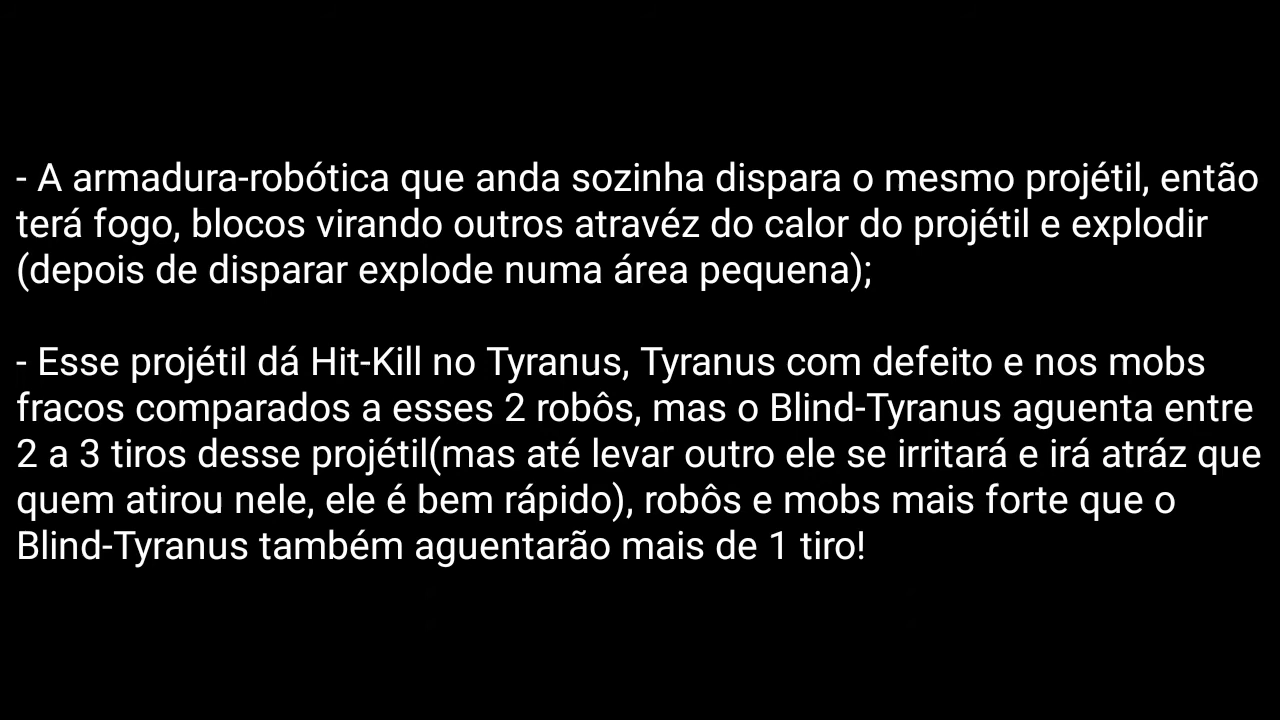 - A armadura-robótica que anda sozinha dispara o mesmo projétil, então
terá fogo, blocos virando outros atravéz do calor do projétil e explodir
(depois de disparar explode numa área pequena);
- Esse projétil dá Hit-Kill no Tyranus, Tyranus com defeito e nos mobs
fracos comparados a esses 2 robôs, mas o Blind-Tyranus aguenta entre
2 a 3 tiros desse projétil(mas até levar outro ele se irritará e irá atráz que
quem atirou nele, ele é bem rápido), robôs e mobs mais forte que o
Blind-Tyranus também aguentarão mais de 1 tiro!